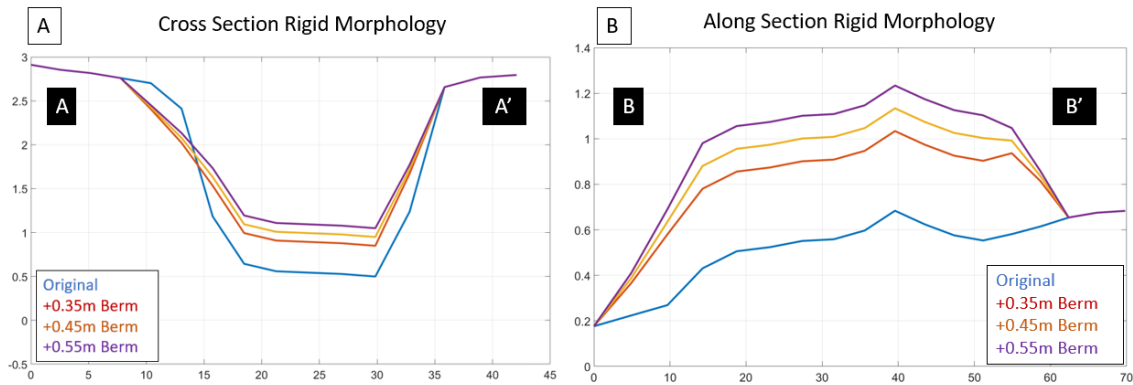 A
Cross Section Rigid Morphology
3
2.5
2
1.5
1
0.5
0
-0.5
0 5 10 15 20 25 30 35 40 45
A
A’
Original
+0.35m Berm
+0.45m Berm
+0.55m Berm
B
Along Section Rigid Morphology
1.4
1.2
1
0.8
0.6
0.4
0.2
0
0 10 20 30 40 50 60 70
B
B’
Original
+0.35m Berm
+0.45m Berm
+0.55m Berm